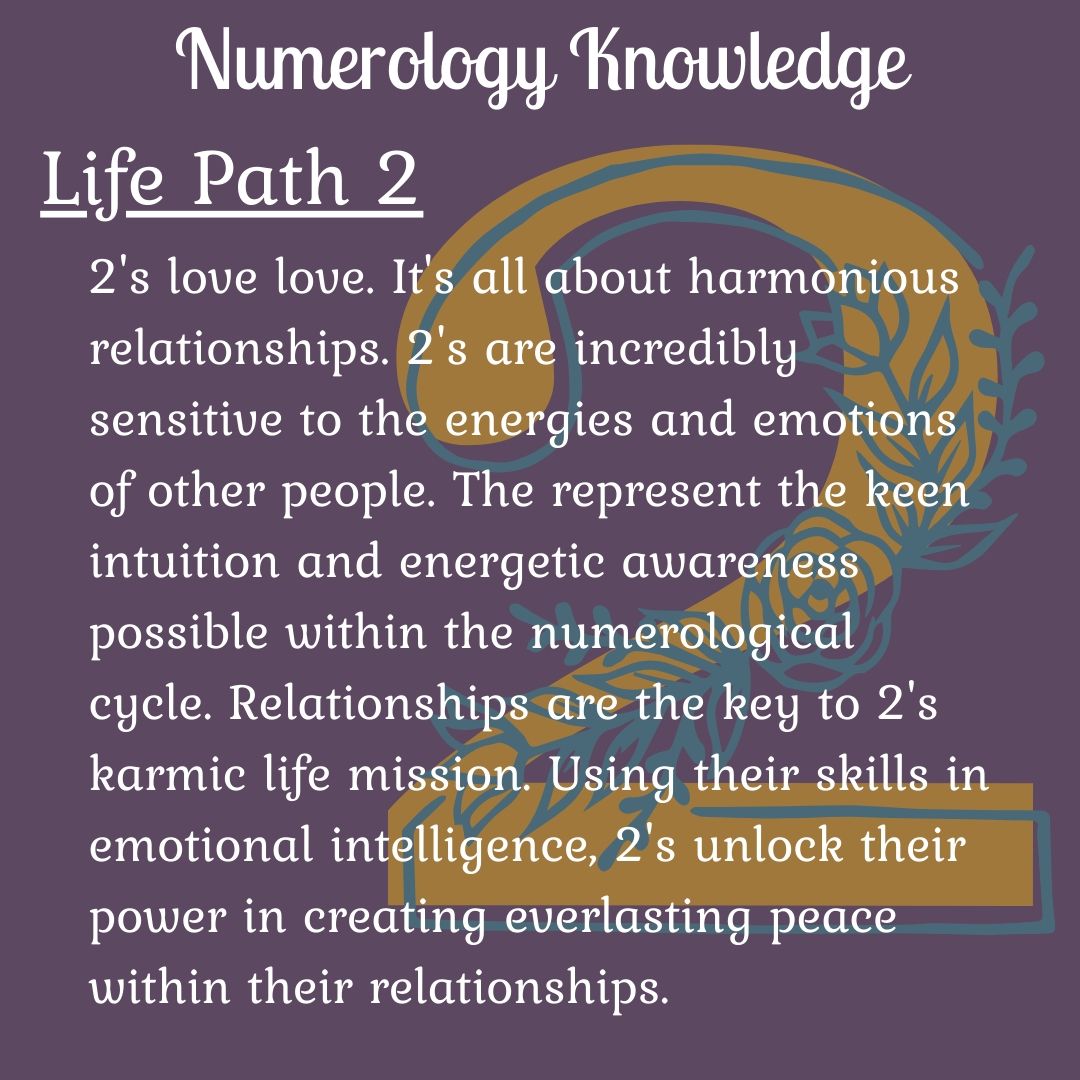 Numerology Knowledge
Life Path 2
2's love love. It's all about harmonious
relationships. 2's are incredibly
sensitive to the energies and emotions
of other people. The represent the keen
intuition and energetic awareness
possible within the numerological
cycle. Relationships are the key to 2's
karmic life mission. Using their skills in
emotional intelligence, 2's unlock their
power in creating everlasting peace
within their relationships.